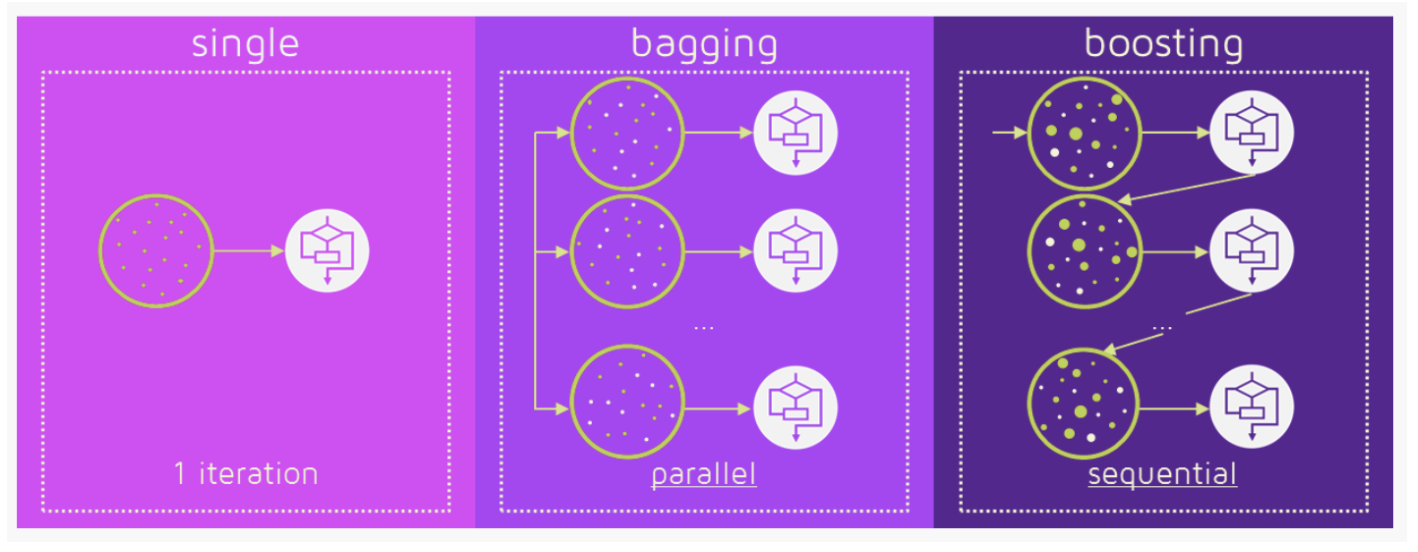 single
bagging
boosting
...
...
1 iteration
parallel
sequential